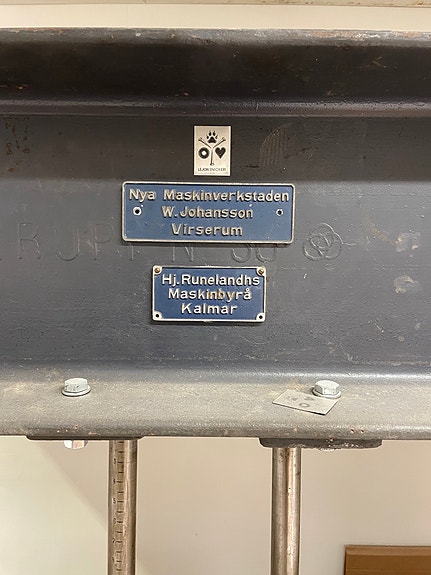 Nya Maskinverkstaden
W.Johansson
Virserum
Hj.Runelandhs
Maskinbyrå
Kalmar